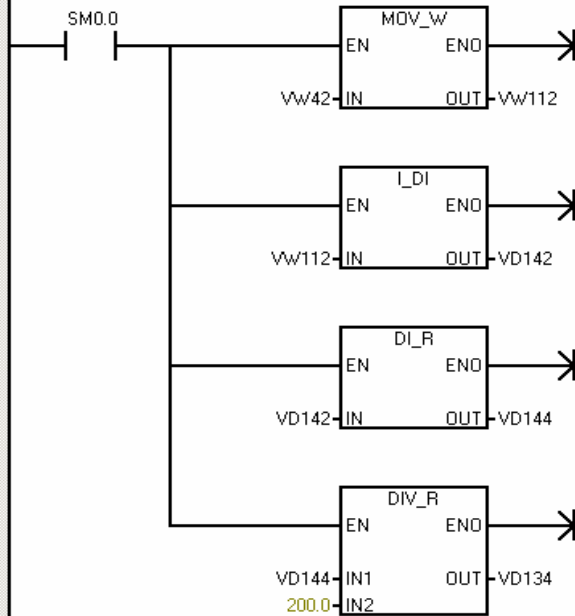 SM0.0
MOV_W
EN ENO
VW42 IN OUT VW112
I_DI
EN ENO
VW112 IN OUT VD142
DI_R
EN ENO
VD142 IN OUT VD144
DIV_R
EN ENO
VD144 IN1 OUT VD134
200.0 IN2